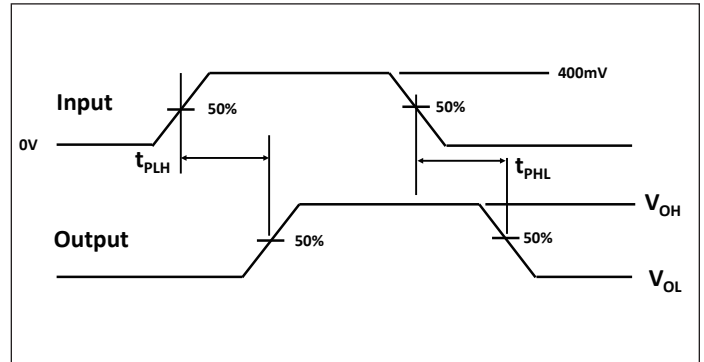 400mV
Input
50%
50%
0V
tPLH
tPHL
VOH
Output
50%
50%
VOL